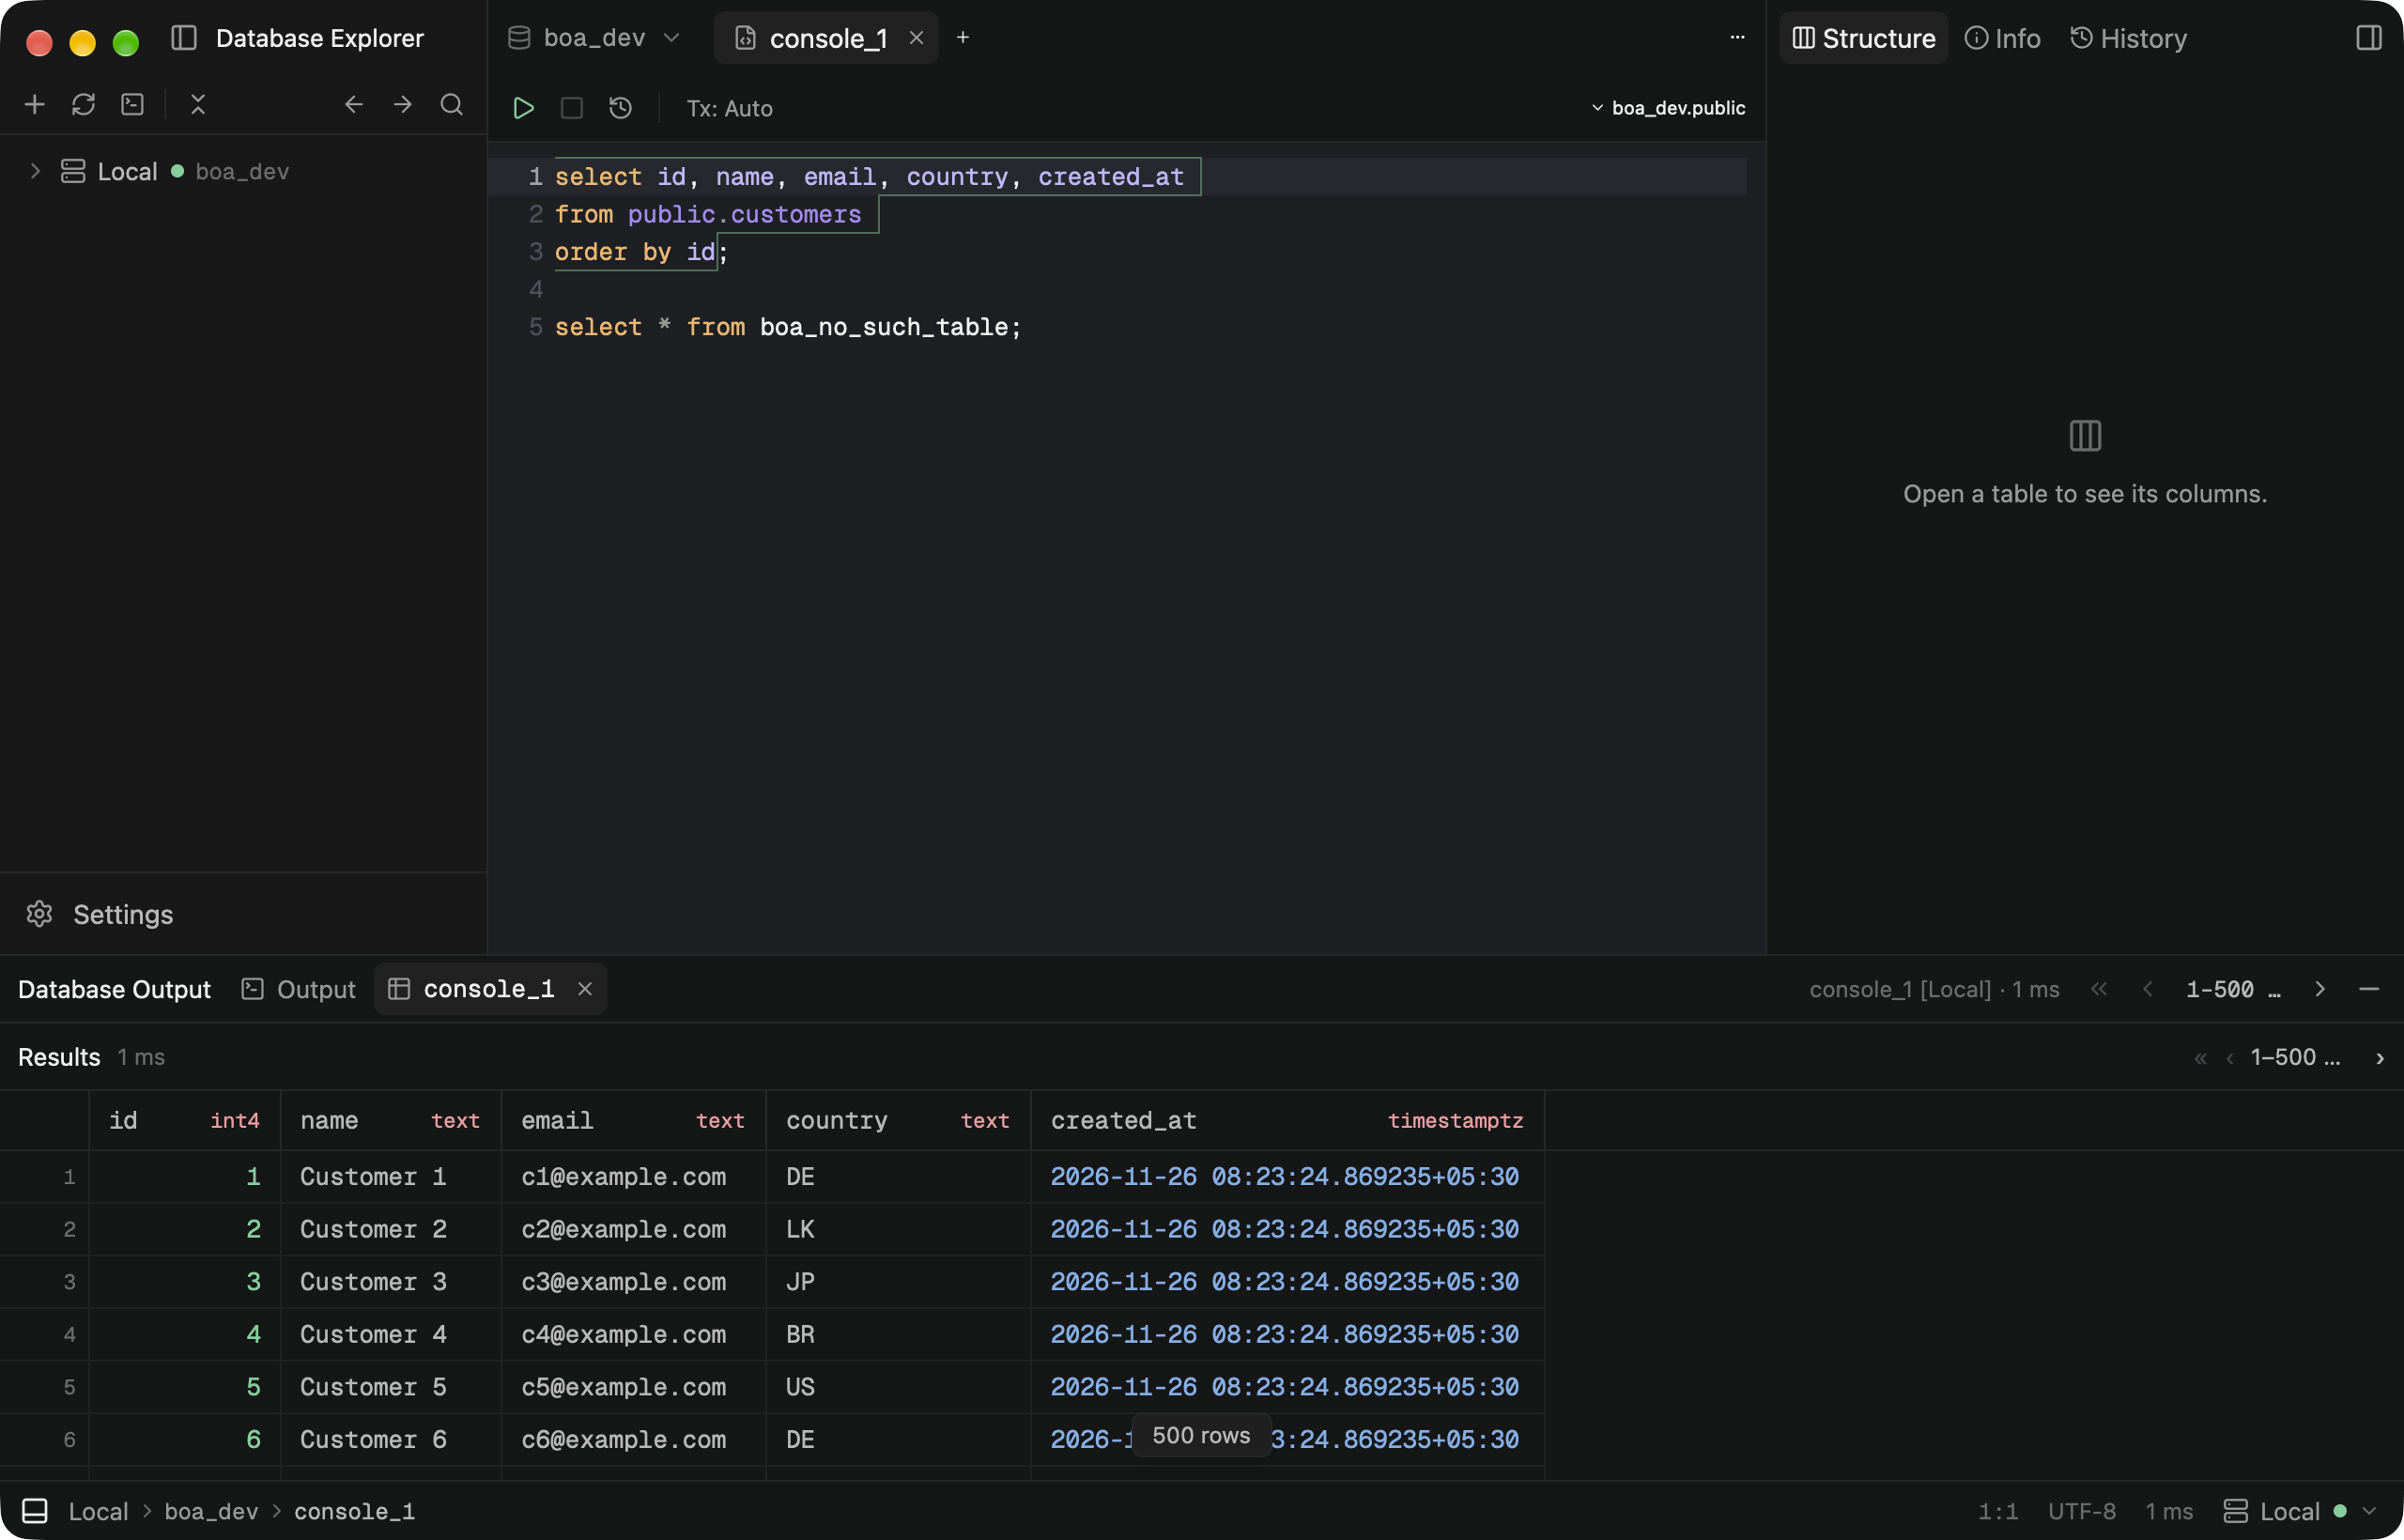 Database Explorer
boa_dev
console_1
Structure
Info
History
Tx: Auto
boa_dev.public
Local boa_dev
1 select id, name, email, country, created_at
2 from public.customers
3 order by id;
4
5 select * from boa_no_such_table;
Open a table to see its columns.
Settings
Database Output
Output
console_1
console_1 [Local] · 1 ms
1–500 …
Results 1 ms
1–500 …
id int4 name text email text country text created_at timestamptz
1 1 Customer 1 c1@example.com DE 2026-11-26 08:23:24.869235+05:30
2 2 Customer 2 c2@example.com LK 2026-11-26 08:23:24.869235+05:30
3 3 Customer 3 c3@example.com JP 2026-11-26 08:23:24.869235+05:30
4 4 Customer 4 c4@example.com BR 2026-11-26 08:23:24.869235+05:30
5 5 Customer 5 c5@example.com US 2026-11-26 08:23:24.869235+05:30
6 6 Customer 6 c6@example.com DE 2026-1 3:24.869235+05:30
500 rows
Local > boa_dev > console_1
1:1 UTF-8 1 ms Local